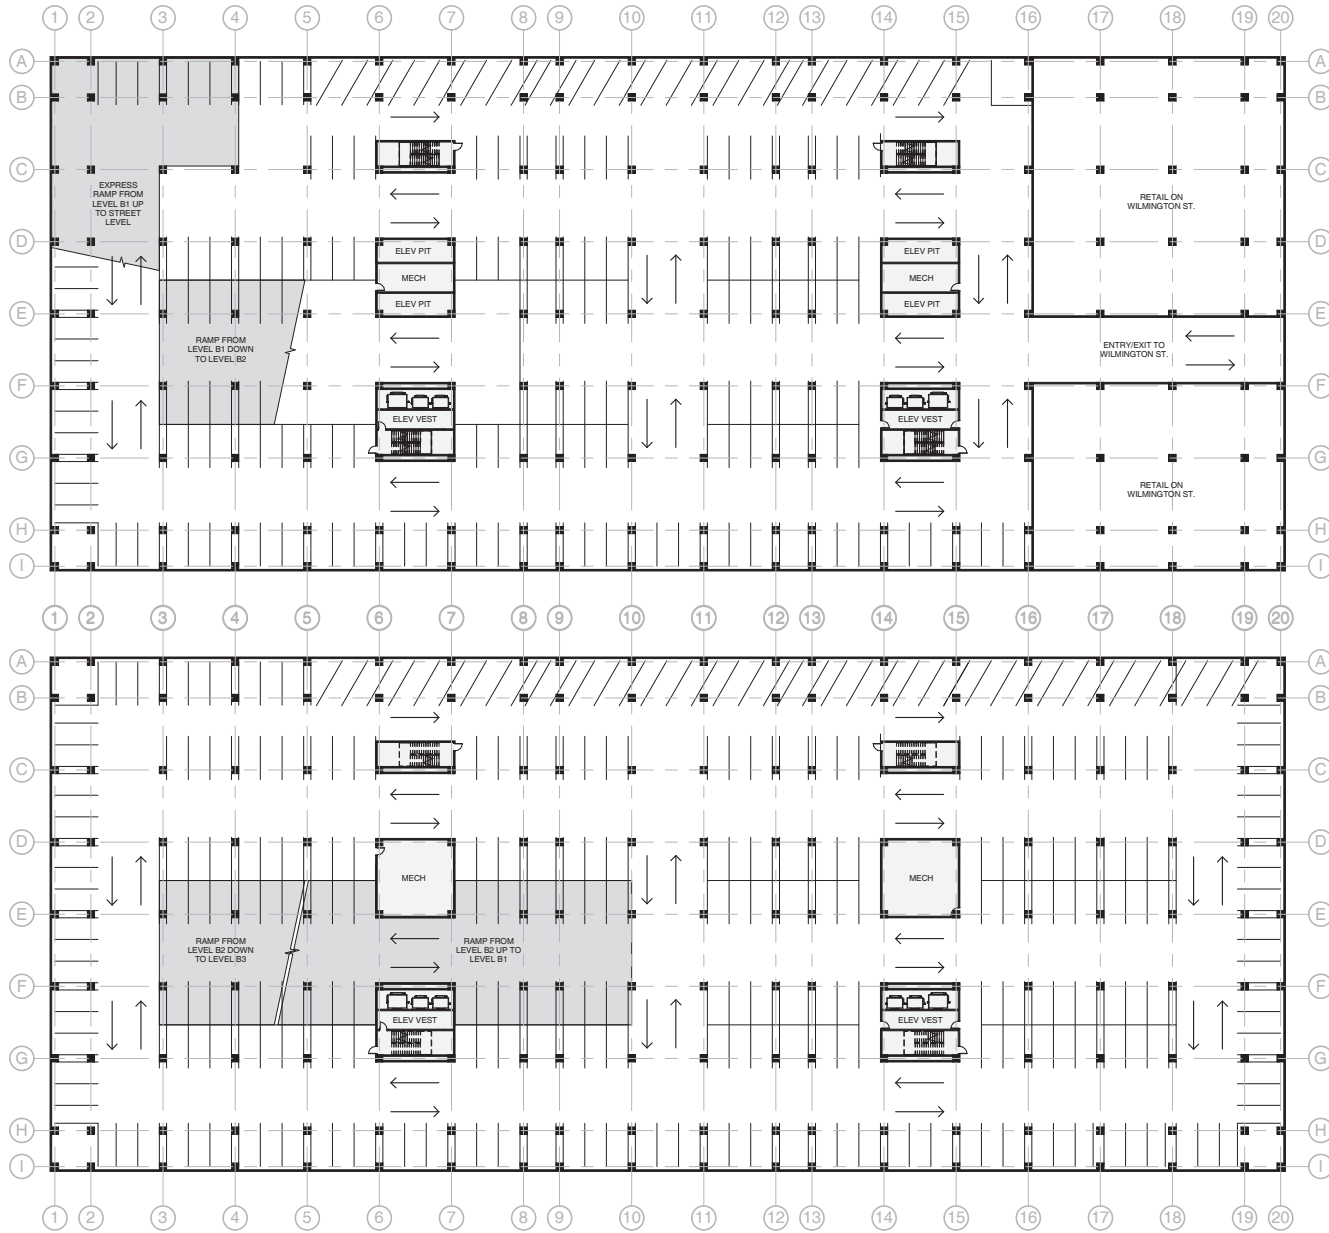 1 2 3 4 5 6 7 8 9 10 11 12 13 14 15 16 17 18 19 20
A A
B B
C C
EXPRESS
RAMP FROM
LEVEL B1 UP
TO STREET
LEVEL
RETAIL ON
WILMINGTON ST.
D D
ELEV PIT ELEV PIT
MECH MECH
ELEV PIT ELEV PIT
E E
RAMP FROM
LEVEL B1 DOWN
TO LEVEL B2
ENTRY/EXIT TO
WILMINGTON ST.
F F
ELEV VEST ELEV VEST
G G
RETAIL ON
WILMINGTON ST.
H H
I I
1 2 3 4 5 6 7 8 9 10 11 12 13 14 15 16 17 18 19 20
A A
B B
C C
D D
MECH MECH
E E
RAMP FROM
LEVEL B2 DOWN
TO LEVEL B3
RAMP FROM
LEVEL B2 UP TO
LEVEL B1
F F
ELEV VEST ELEV VEST
G G
H H
I I
1 2 3 4 5 6 7 8 9 10 11 12 13 14 15 16 17 18 19 20